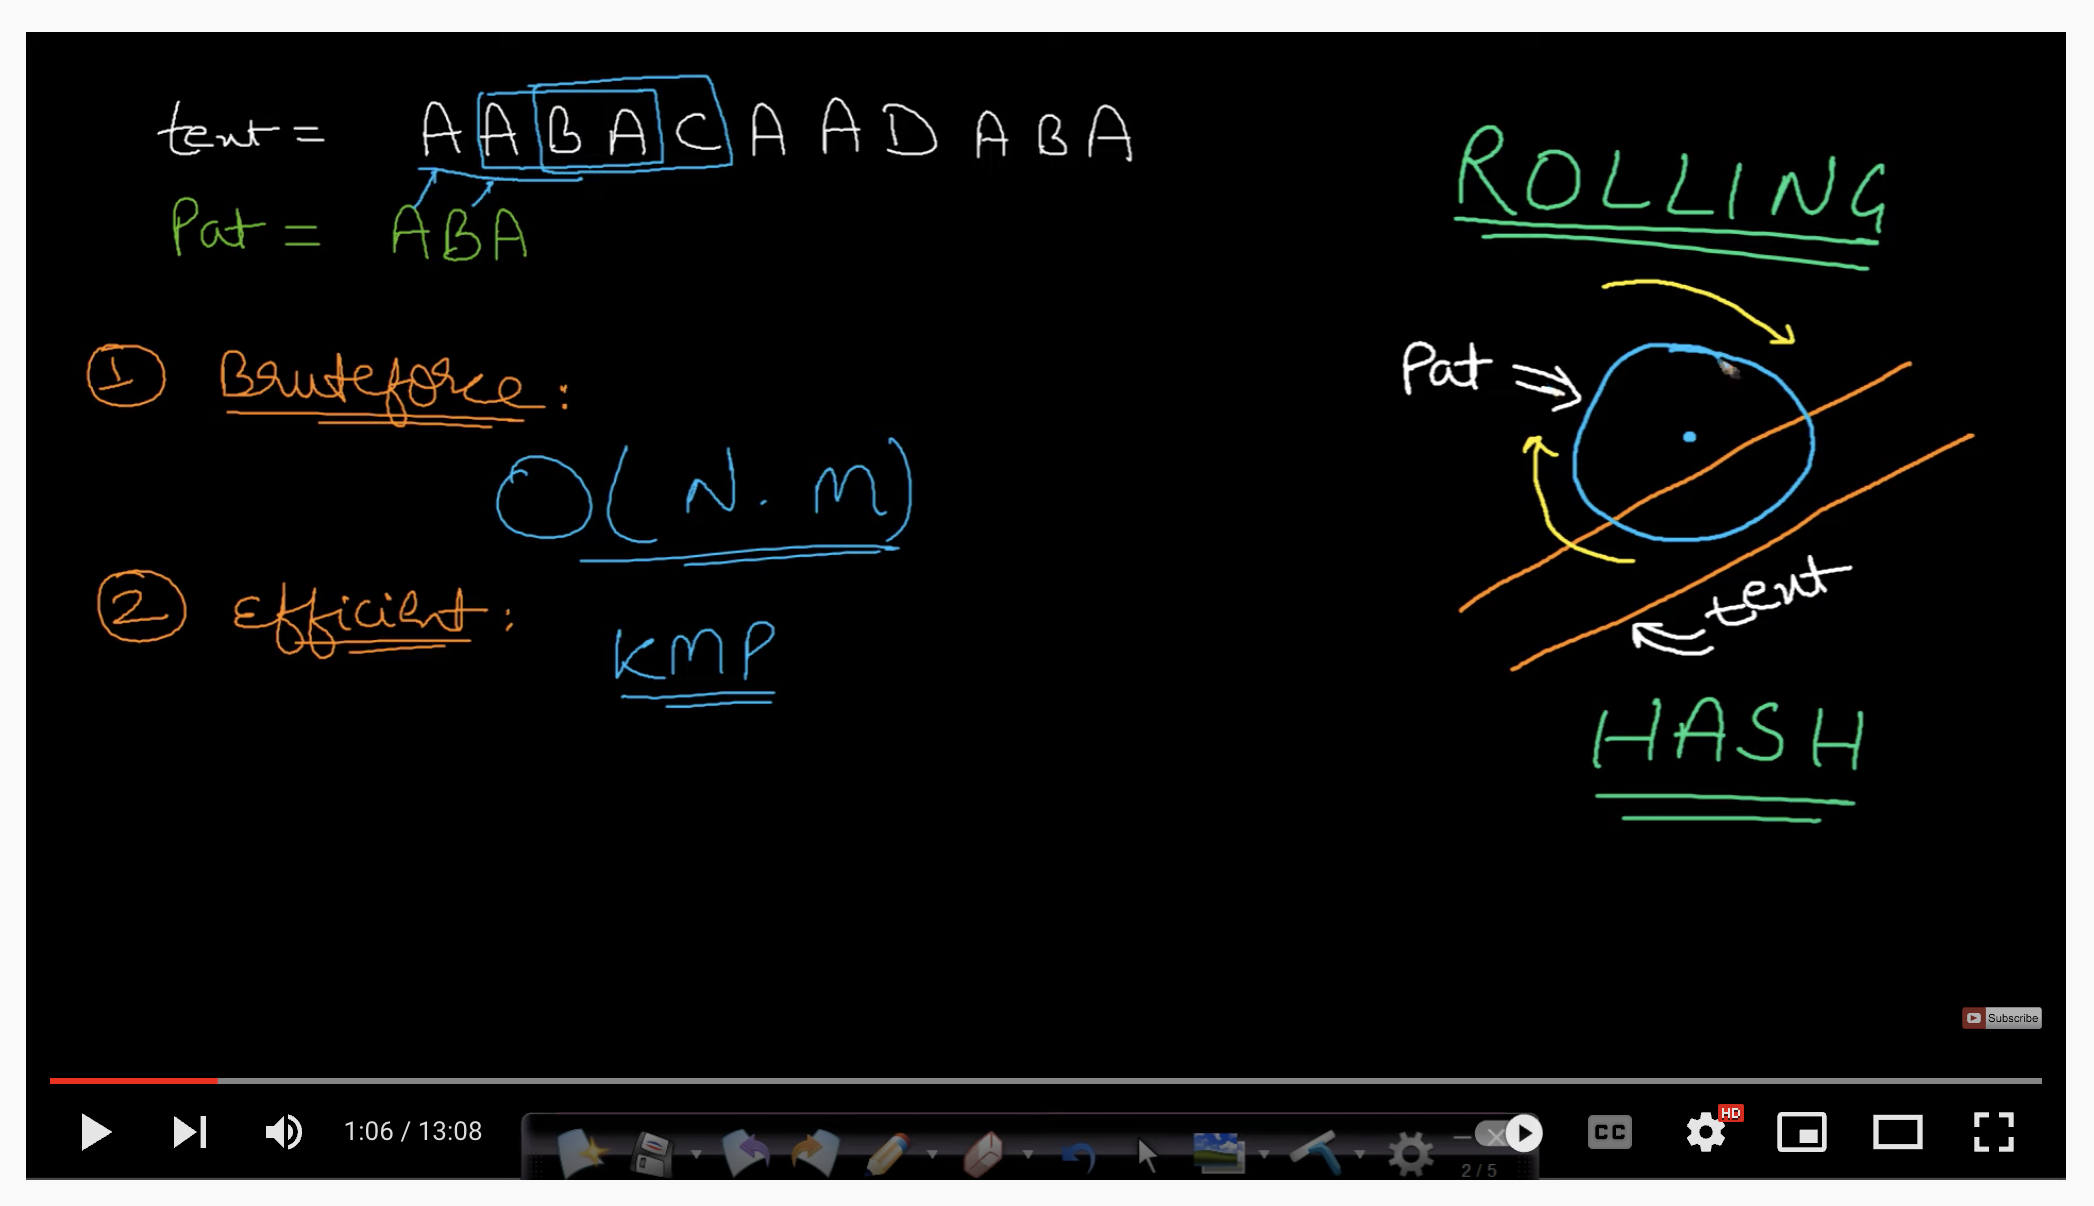 text = A A B A C A A D A B A
Pat = A B A
① Bruteforce :
O( N . M )
② Efficient :
KMP
ROLLING
Pat
text
HASH
Subscribe
1:06 / 13:08
CC
HD
2 / 5